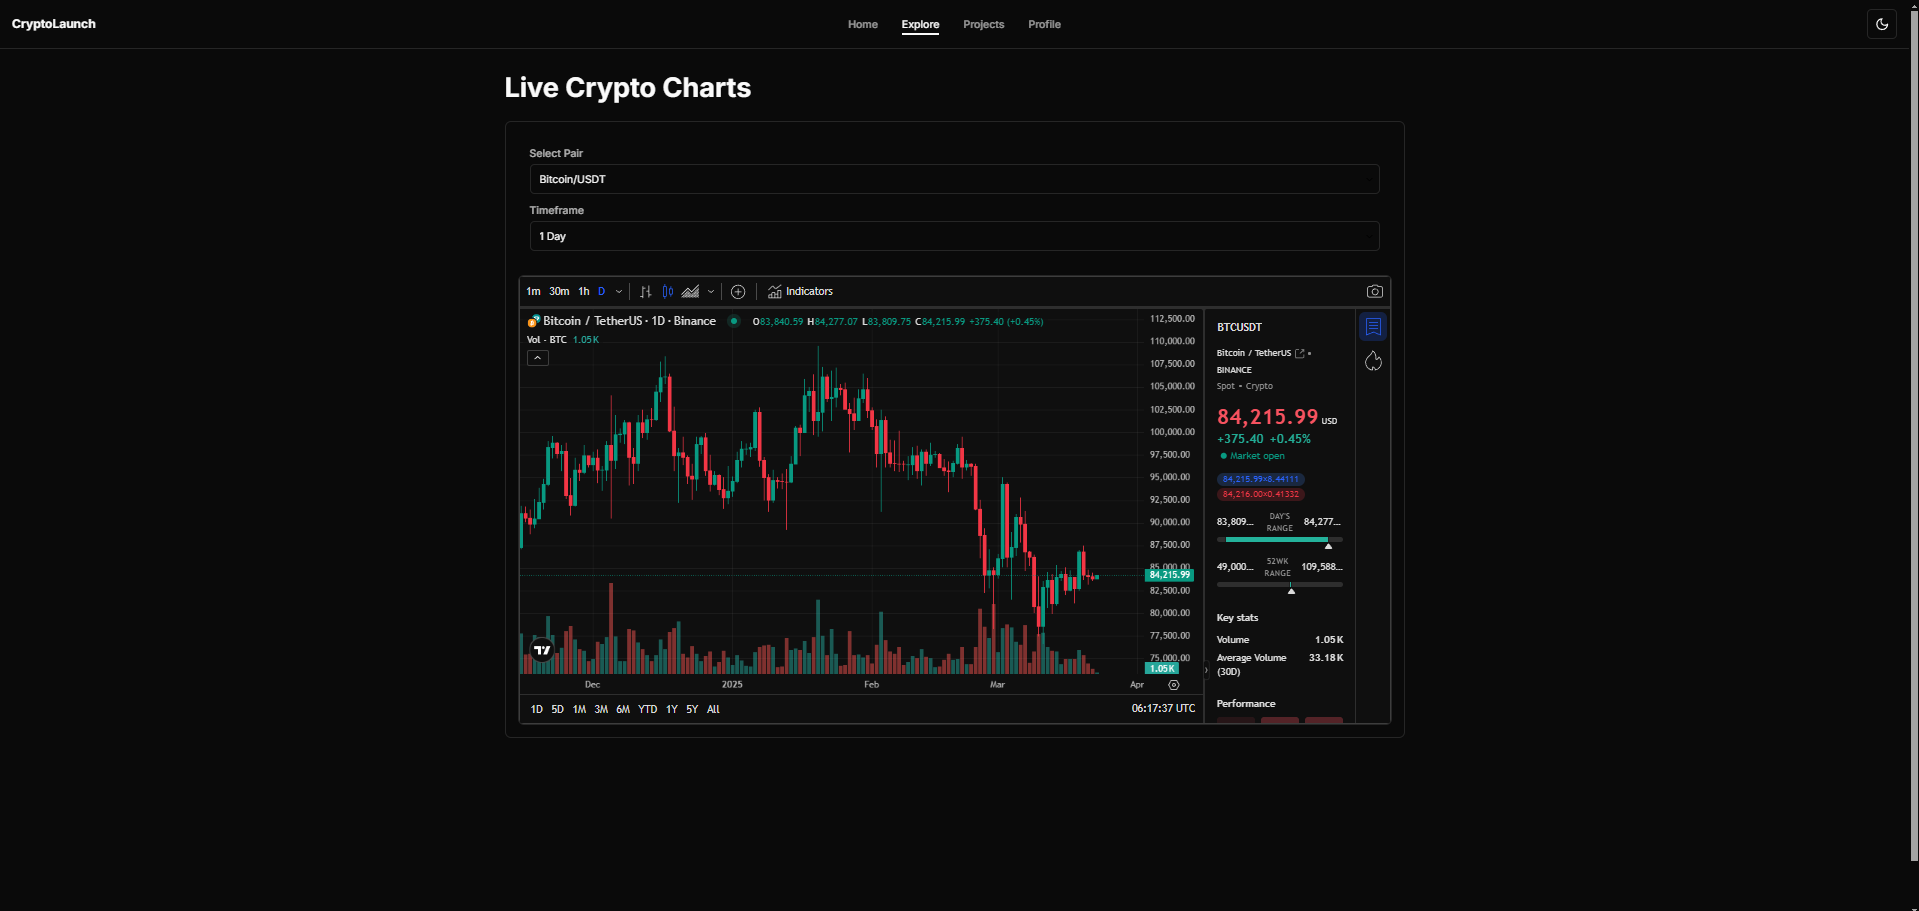 CryptoLaunch
Home Explore Projects Profile
Live Crypto Charts
Select Pair
Bitcoin/USDT
Timeframe
1 Day
1m 30m 1h D Indicators
Bitcoin / TetherUS · 1D · Binance O83,840.59 H84,277.07 L83,809.75 C84,215.99 +375.40 (+0.45%)
Vol · BTC 1.05K
112,500.00
110,000.00
107,500.00
105,000.00
102,500.00
100,000.00
97,500.00
95,000.00
92,500.00
90,000.00
87,500.00
85,000.00
84,215.99
82,500.00
80,000.00
77,500.00
75,000.00
1.05K
Dec 2025 Feb Mar Apr
1D 5D 1M 3M 6M YTD 1Y 5Y All 06:17:37 UTC
BTCUSDT
Bitcoin / TetherUS •
BINANCE
Spot • Crypto
84,215.99 USD
+375.40 +0.45%
Market open
84,215.99×8.44111
84,216.00×0.41332
83,809... DAY'S RANGE 84,277...
49,000... 52WK RANGE 109,588...
Key stats
Volume 1.05K
Average Volume (30D) 33.18K
Performance